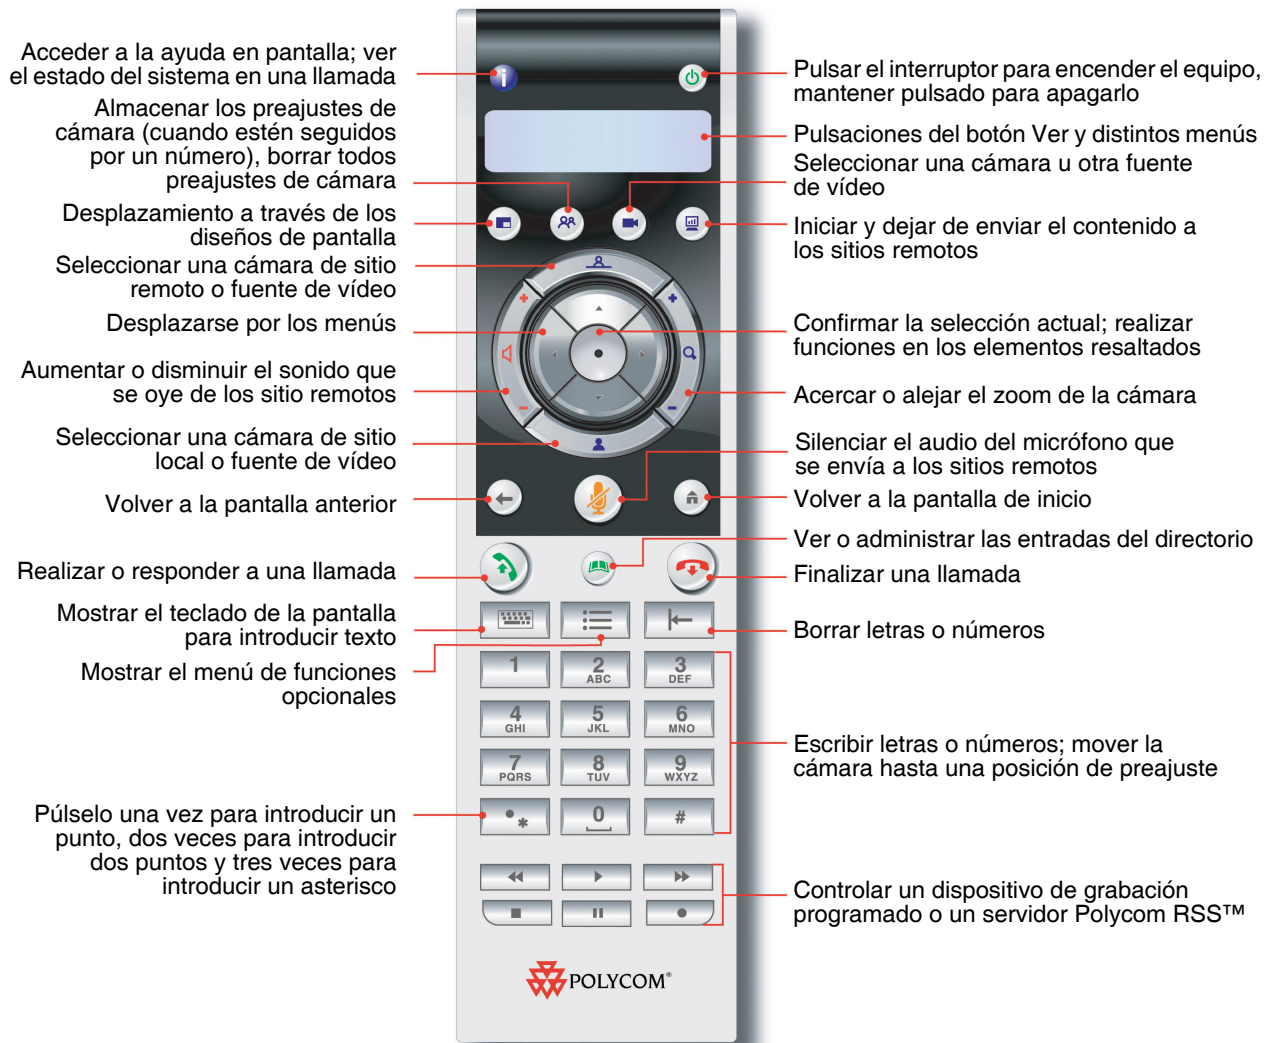 Acceder a la ayuda en pantalla; ver
el estado del sistema en una llamada
Almacenar los preajustes de
cámara (cuando estén seguidos
por un número), borrar todos
preajustes de cámara
Desplazamiento a través de los
diseños de pantalla
Seleccionar una cámara de sitio
remoto o fuente de vídeo
Desplazarse por los menús
Aumentar o disminuir el sonido que
se oye de los sitio remotos
Seleccionar una cámara de sitio
local o fuente de vídeo
Volver a la pantalla anterior
Realizar o responder a una llamada
Mostrar el teclado de la pantalla
para introducir texto
Mostrar el menú de funciones
opcionales
Púlselo una vez para introducir un
punto, dos veces para introducir
dos puntos y tres veces para
introducir un asterisco
i
1
2
ABC
3
DEF
4
GHI
5
JKL
6
MNO
7
PQRS
8
TUV
9
WXYZ
*
0
#
POLYCOM®
Pulsar el interruptor para encender el equipo,
mantener pulsado para apagarlo
Pulsaciones del botón Ver y distintos menús
Seleccionar una cámara u otra fuente
de vídeo
Iniciar y dejar de enviar el contenido a
los sitios remotos
Confirmar la selección actual; realizar
funciones en los elementos resaltados
Acercar o alejar el zoom de la cámara
Silenciar el audio del micrófono que
se envía a los sitios remotos
Volver a la pantalla de inicio
Ver o administrar las entradas del directorio
Finalizar una llamada
Borrar letras o números
Escribir letras o números; mover la
cámara hasta una posición de preajuste
Controlar un dispositivo de grabación
programado o un servidor Polycom RSS™